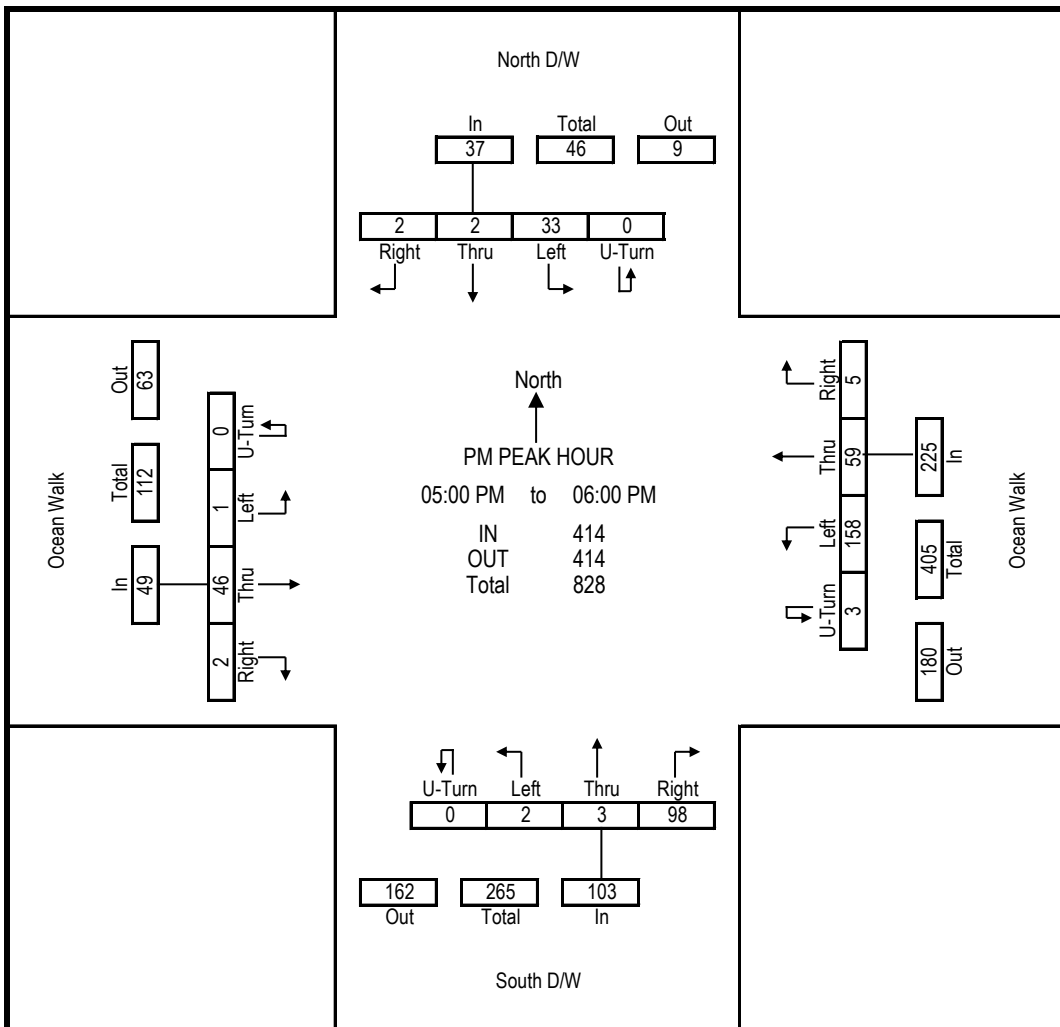 North D/W
In Total Out
37 46 9
2 2 33 0
Right Thru Left U-Turn
Out 63
Total 112
In 49
Ocean Walk
0 U-Turn
1 Left
46 Thru
2 Right
North
PM PEAK HOUR
05:00 PM to 06:00 PM
IN 414
OUT 414
Total 828
Right 5
Thru 59
Left 158
U-Turn 3
225 In
405 Total
180 Out
Ocean Walk
U-Turn Left Thru Right
0 2 3 98
162 265 103
Out Total In
South D/W